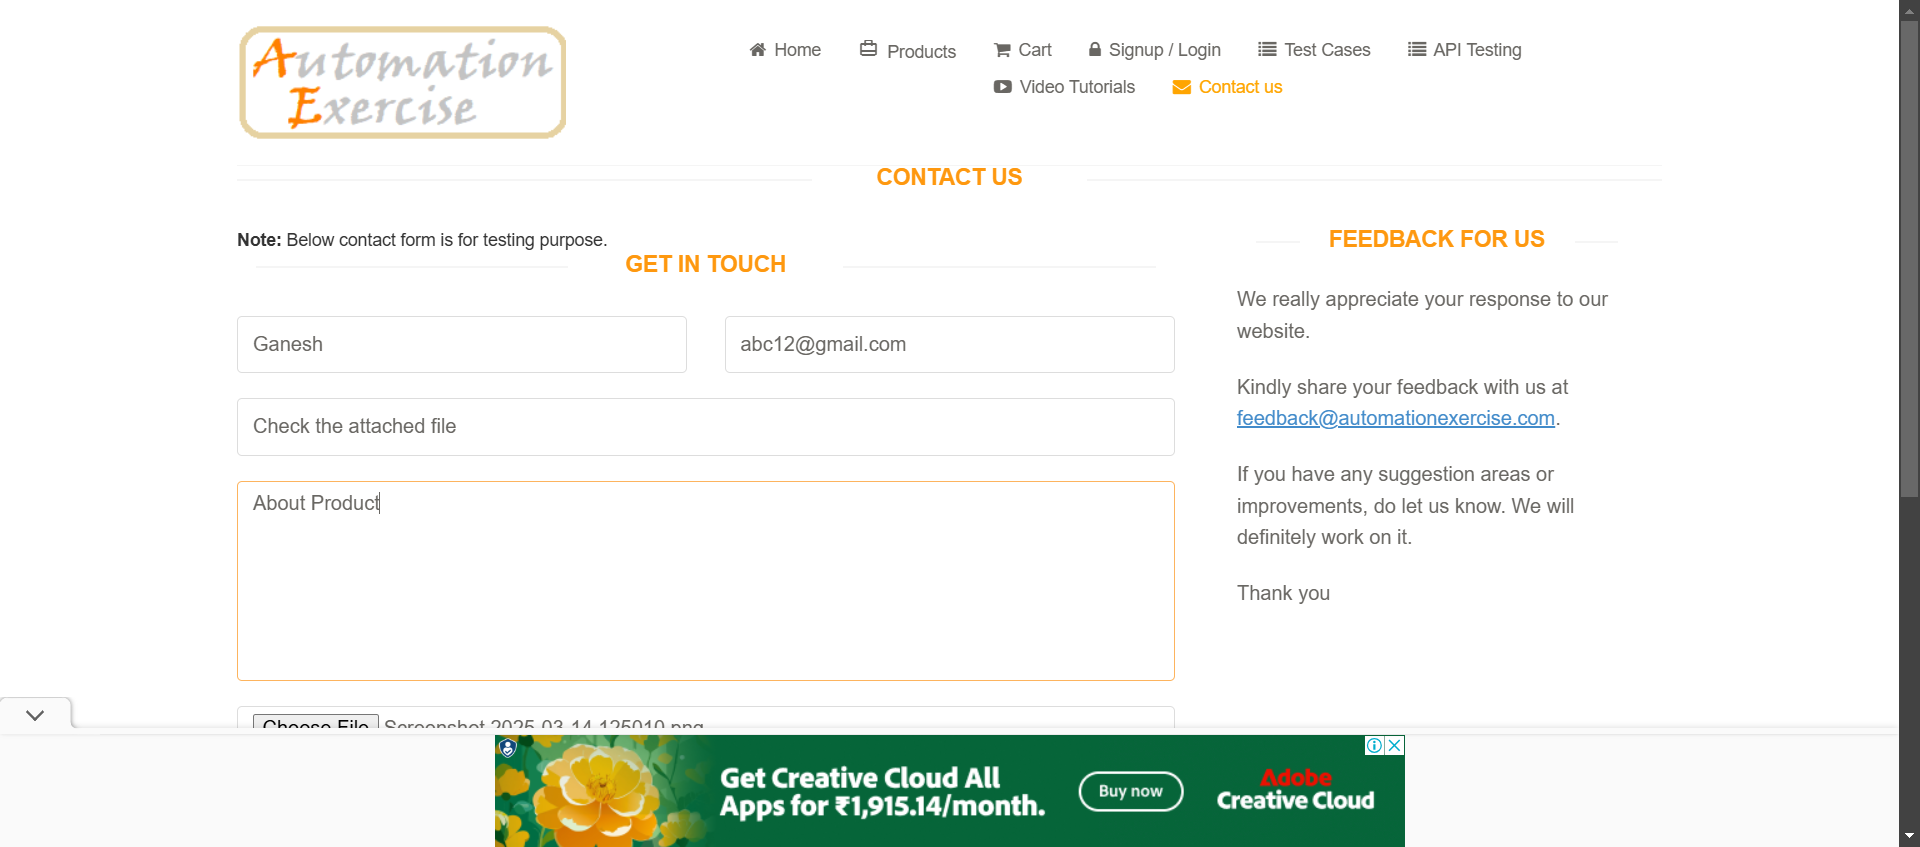 Automation
Exercise
Home
Products
Cart
Signup / Login
Test Cases
API Testing
Video Tutorials
Contact us
CONTACT US
Note: Below contact form is for testing purpose.
GET IN TOUCH
Ganesh
abc12@gmail.com
Check the attached file
About Product
Choose File Screenshot 2025-03-14 125010.png
FEEDBACK FOR US
We really appreciate your response to our
website.
Kindly share your feedback with us at
feedback@automationexercise.com.
If you have any suggestion areas or
improvements, do let us know. We will
definitely work on it.
Thank you
Get Creative Cloud All
Apps for ₹1,915.14/month.
Buy now
Adobe
Creative Cloud